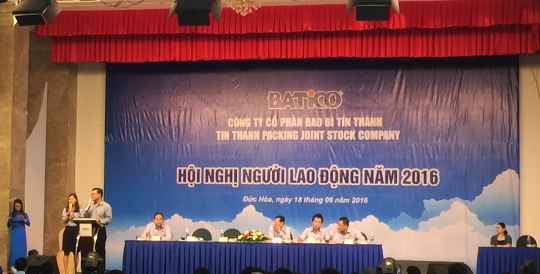 BATICO®
CÔNG TY CỔ PHẦN BAO BÌ TÍN THÀNH
TIN THANH PACKING JOINT STOCK COMPANY
HỘI NGHỊ NGƯỜI LAO ĐỘNG NĂM 2016
Đức Hòa, ngày 18 tháng 06 năm 2016